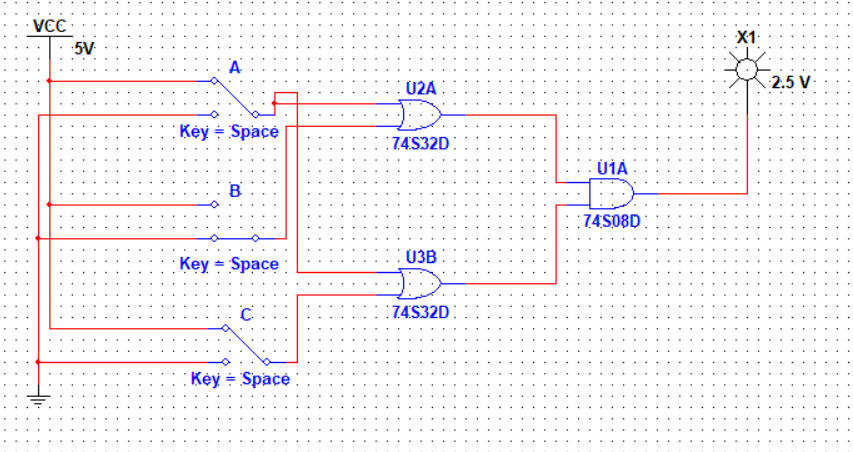 VCC
5V
A
Key = Space
B
Key = Space
C
Key = Space
U2A
74S32D
U3B
74S32D
U1A
74S08D
X1
2.5 V